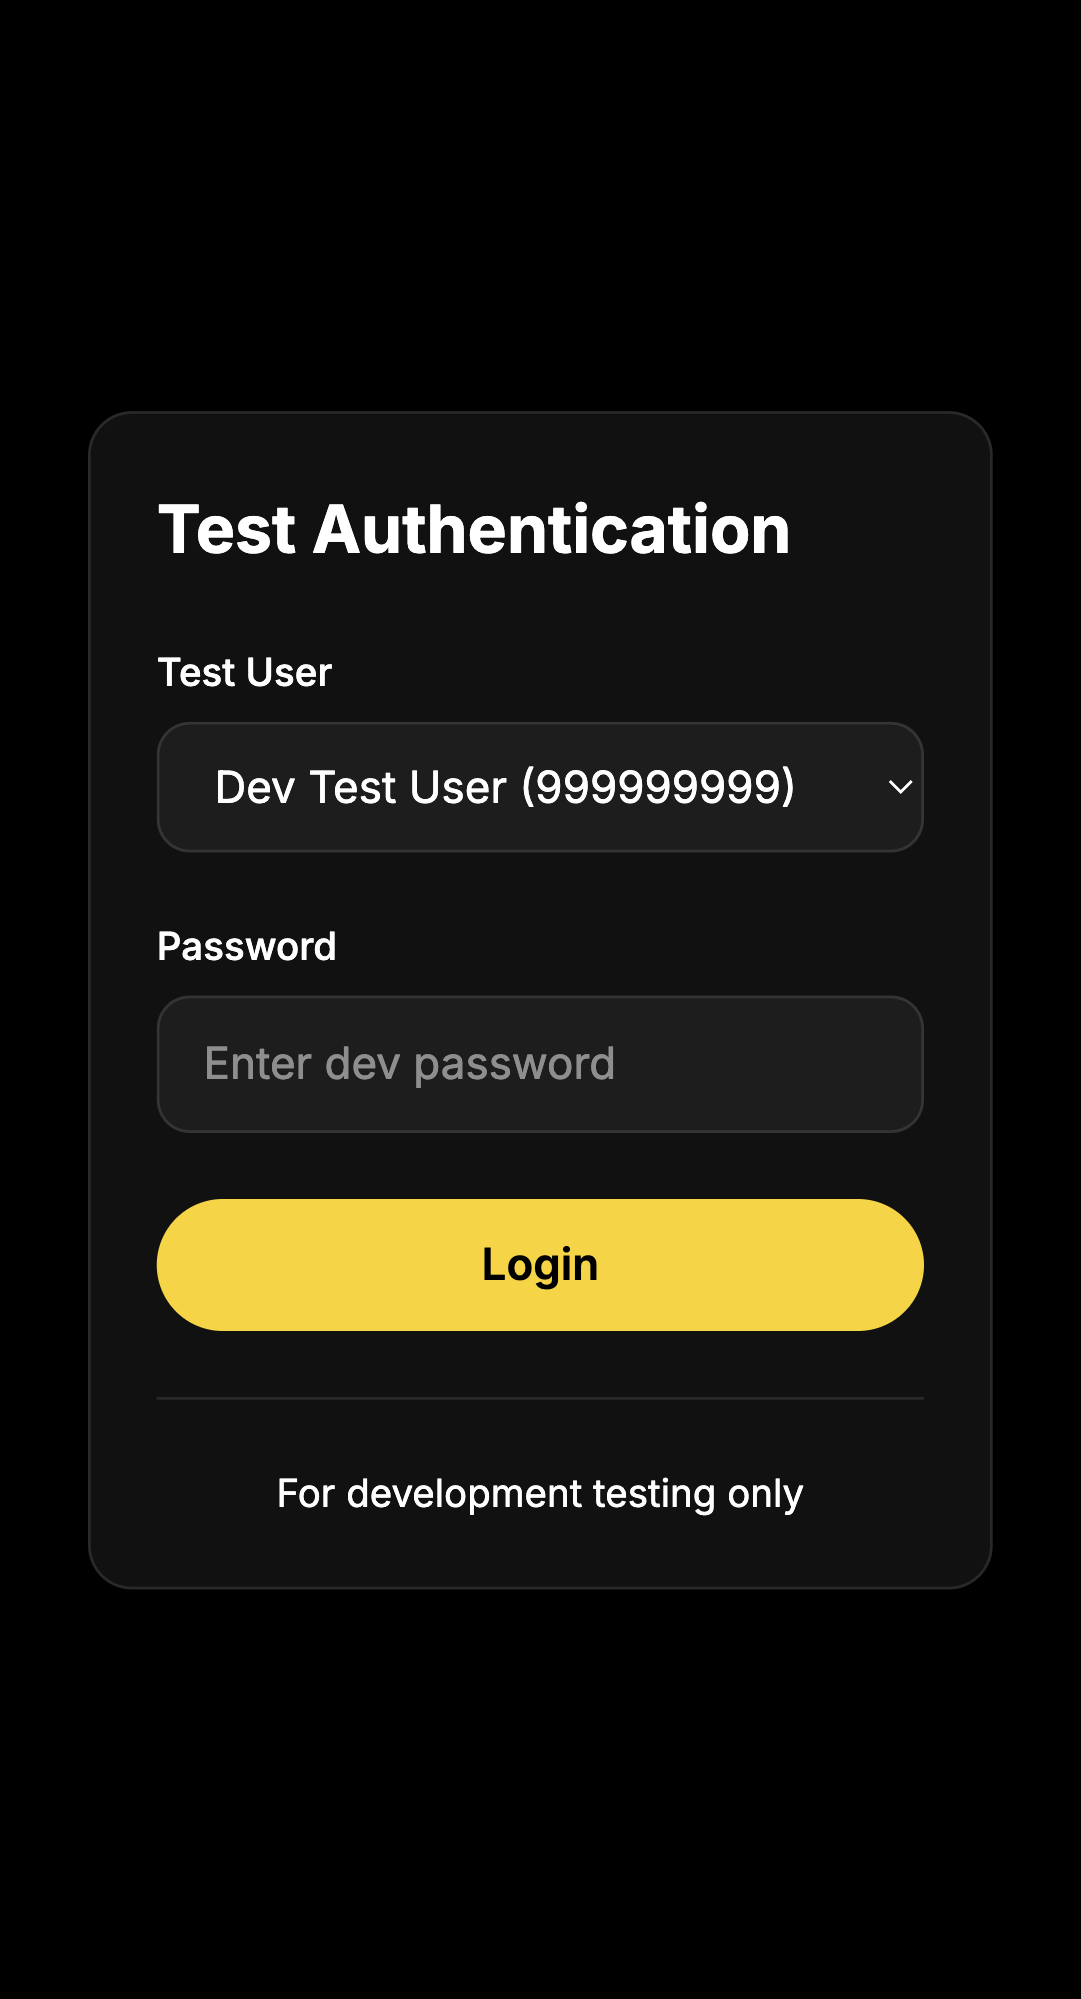 Test Authentication
Test User
Dev Test User (999999999)
Password
Enter dev password
Login
For development testing only